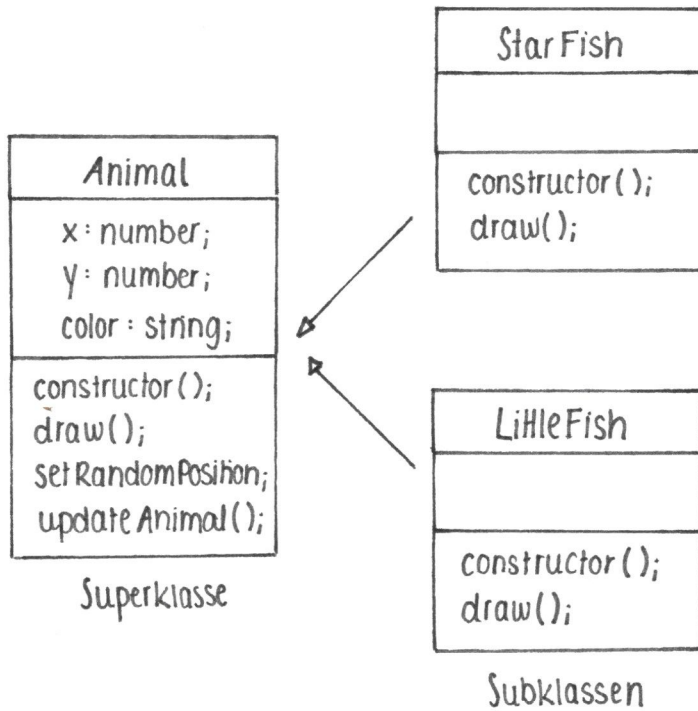 Animal
x: number;
y: number;
color: string;
constructor();
draw();
setRandomPosition;
updateAnimal();
Superklasse
StarFish
constructor();
draw();
LittleFish
constructor();
draw();
Subklassen